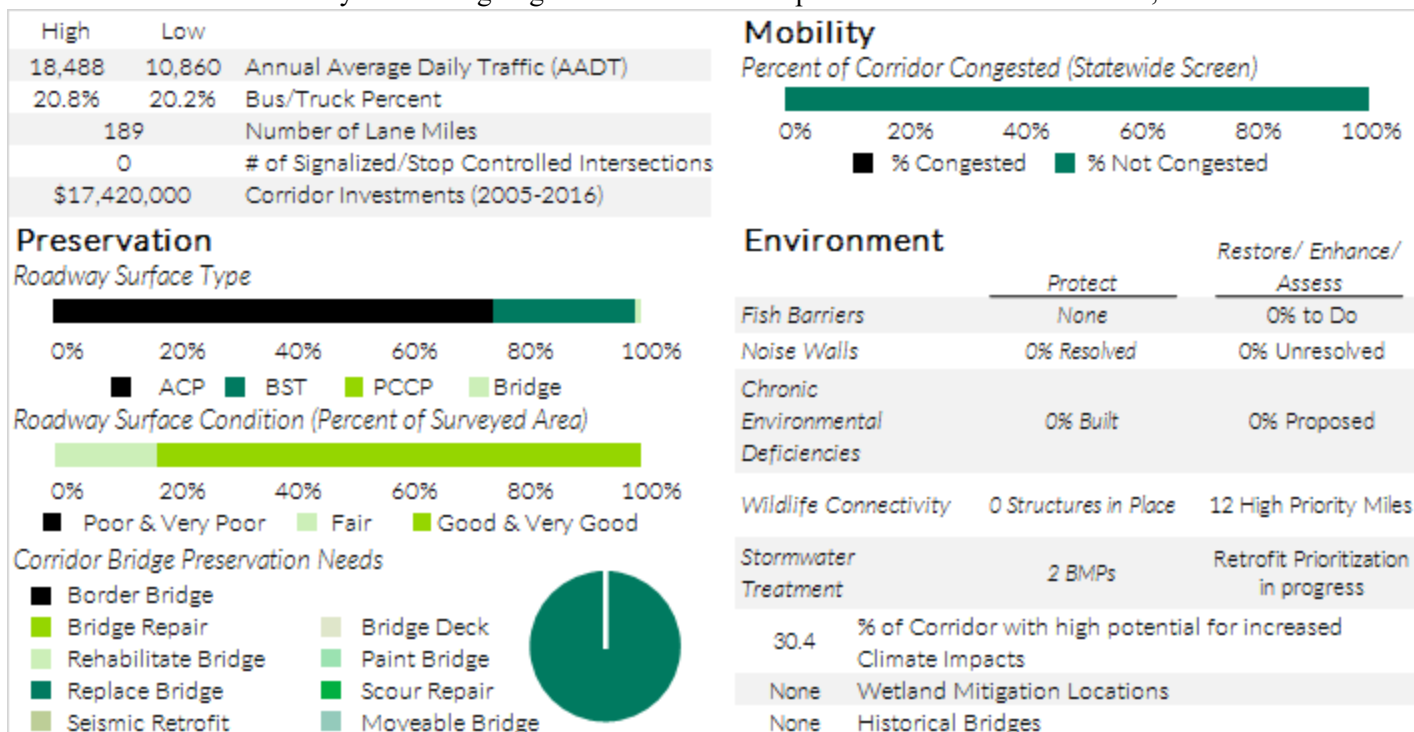 High Low
18,488 10,860 Annual Average Daily Traffic (AADT)
20.8% 20.2% Bus/Truck Percent
189 Number of Lane Miles
0 # of Signalized/Stop Controlled Intersections
$17,420,000 Corridor Investments (2005-2016)
Mobility
Percent of Corridor Congested (Statewide Screen)
0% 20% 40% 60% 80% 100%
% Congested % Not Congested
Preservation
Roadway Surface Type
0% 20% 40% 60% 80% 100%
ACP BST PCCP Bridge
Roadway Surface Condition (Percent of Surveyed Area)
0% 20% 40% 60% 80% 100%
Poor & Very Poor Fair Good & Very Good
Corridor Bridge Preservation Needs
Border Bridge
Bridge Repair Bridge Deck
Rehabilitate Bridge Paint Bridge
Replace Bridge Scour Repair
Seismic Retrofit Moveable Bridge
Environment
Restore/ Enhance/
Protect Assess
Fish Barriers None 0% to Do
Noise Walls 0% Resolved 0% Unresolved
Chronic
Environmental 0% Built 0% Proposed
Deficiencies
Wildlife Connectivity 0 Structures in Place 12 High Priority Miles
Stormwater Retrofit Prioritization
Treatment 2 BMPs in progress
30.4 % of Corridor with high potential for increased
Climate Impacts
None Wetland Mitigation Locations
None Historical Bridges